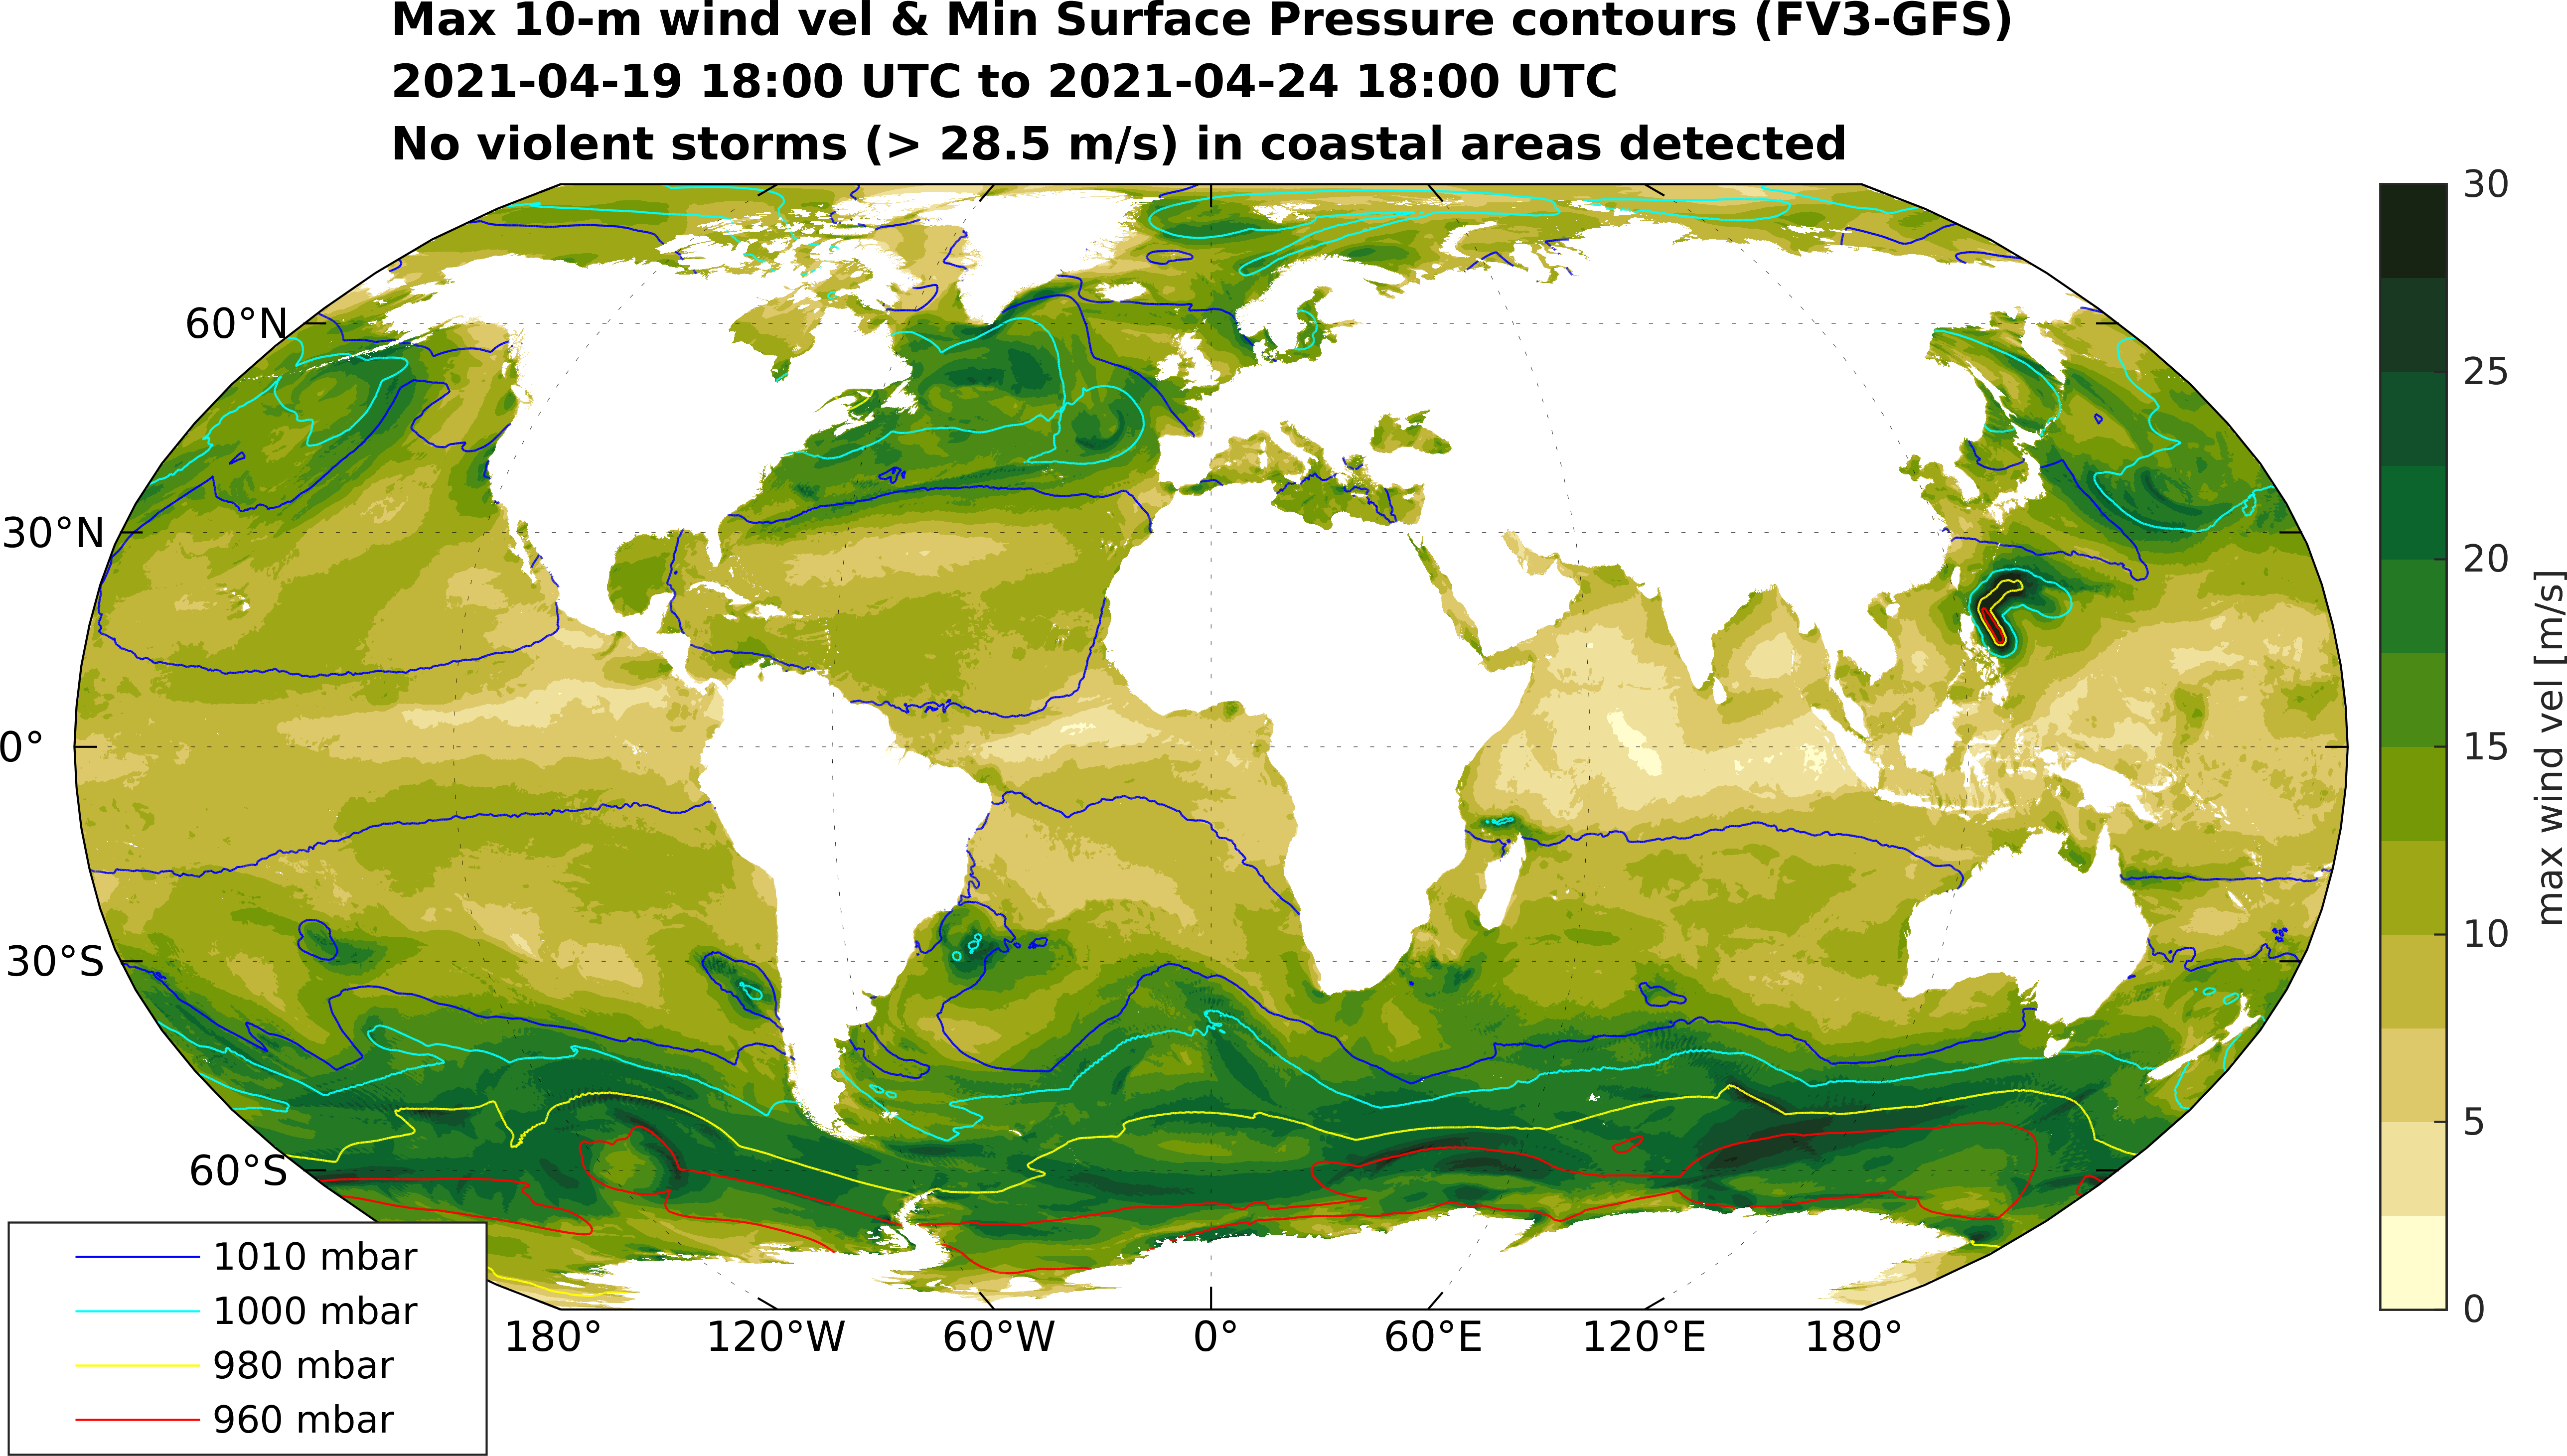 Max 10-m wind vel & Min Surface Pressure contours (FV3-GFS)
2021-04-19 18:00 UTC to 2021-04-24 18:00 UTC
No violent storms (> 28.5 m/s) in coastal areas detected
60°N
30°N
0°
30°S
60°S
180°
120°W
60°W
0°
60°E
120°E
180°
1010 mbar
1000 mbar
980 mbar
960 mbar
30
25
20
15
10
5
0
max wind vel [m/s]